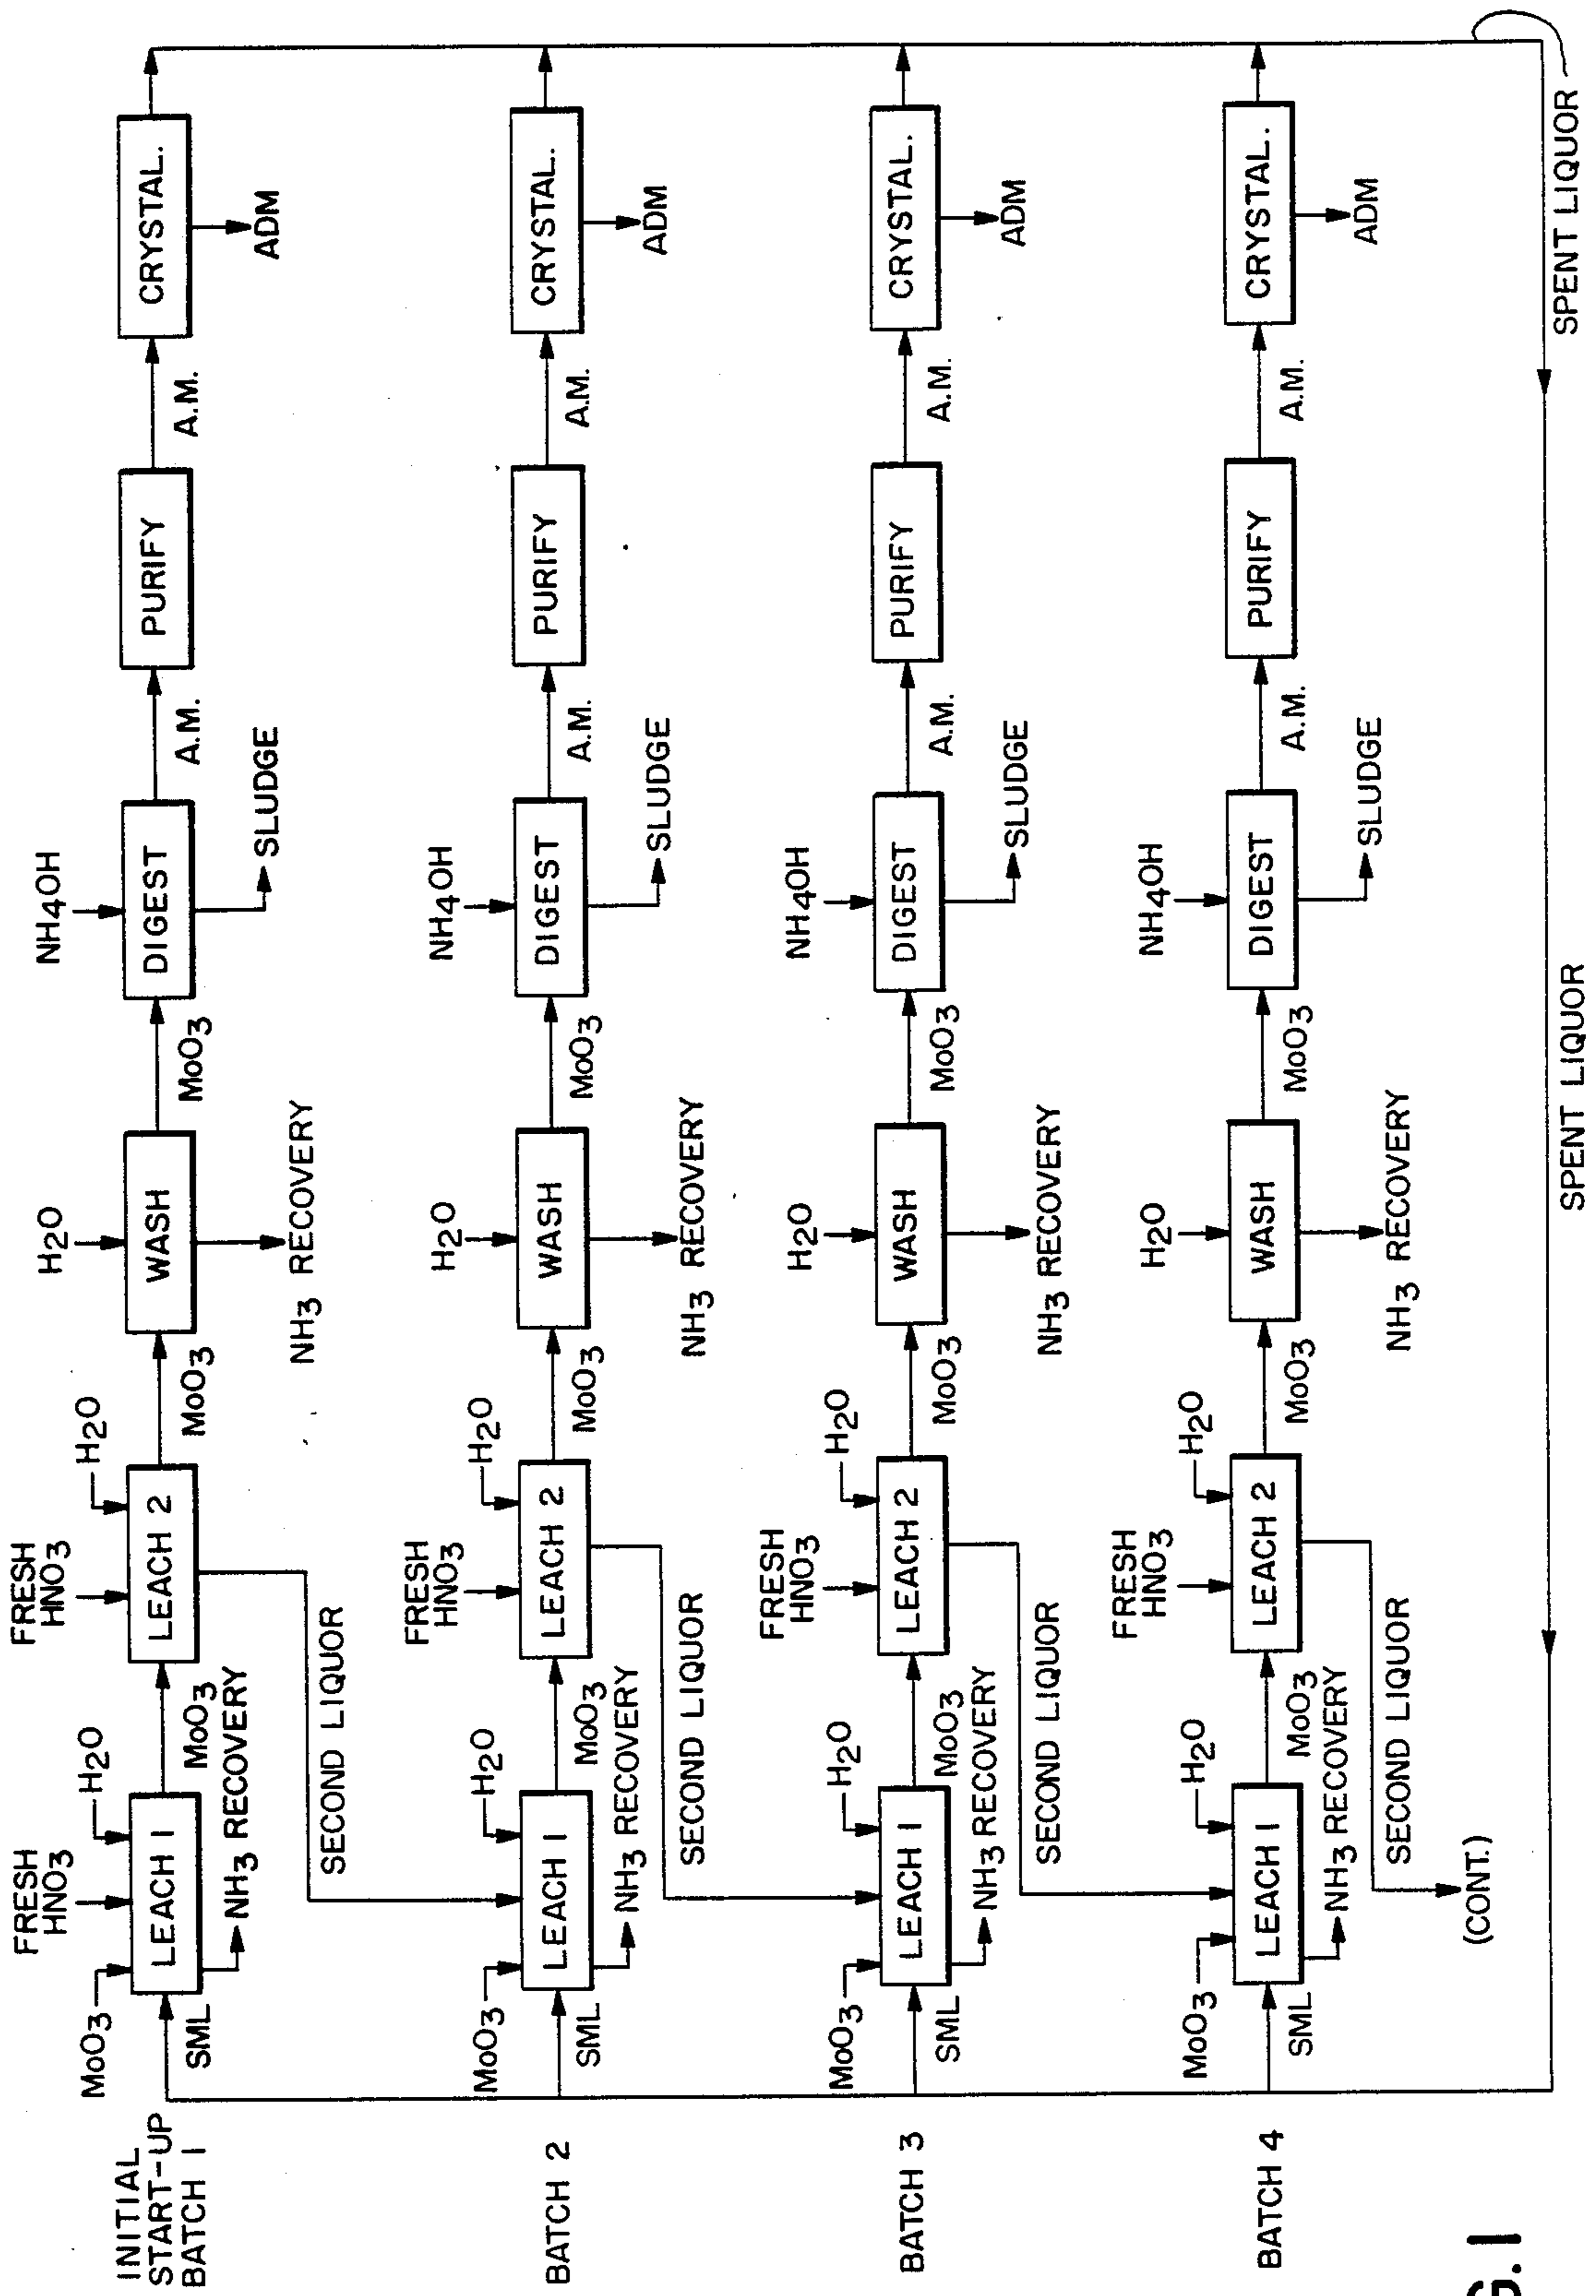 INITIAL
START-UP
BATCH 1
MoO3
SML
FRESH
HNO3
H2O
LEACH 1
NH3 RECOVERY
MoO3
FRESH
HNO3
H2O
LEACH 2
SECOND LIQUOR
MoO3
H2O
WASH
NH3 RECOVERY
MoO3
NH4OH
DIGEST
SLUDGE
A.M.
PURIFY
A.M.
CRYSTAL.
ADM
BATCH 2
MoO3
SML
H2O
LEACH 1
NH3 RECOVERY
MoO3
FRESH
HNO3
H2O
LEACH 2
SECOND LIQUOR
MoO3
H2O
WASH
NH3 RECOVERY
MoO3
NH4OH
DIGEST
SLUDGE
A.M.
PURIFY
A.M.
CRYSTAL.
ADM
BATCH 3
MoO3
SML
H2O
LEACH 1
NH3 RECOVERY
MoO3
FRESH
HNO3
H2O
LEACH 2
SECOND LIQUOR
MoO3
H2O
WASH
NH3 RECOVERY
MoO3
NH4OH
DIGEST
SLUDGE
A.M.
PURIFY
A.M.
CRYSTAL.
ADM
BATCH 4
MoO3
SML
H2O
LEACH 1
NH3 RECOVERY
MoO3
FRESH
HNO3
H2O
LEACH 2
SECOND LIQUOR
(CONT.)
MoO3
H2O
WASH
NH3 RECOVERY
MoO3
NH4OH
DIGEST
SLUDGE
A.M.
PURIFY
A.M.
CRYSTAL.
ADM
SPENT LIQUOR
SPENT LIQUOR
G. 1